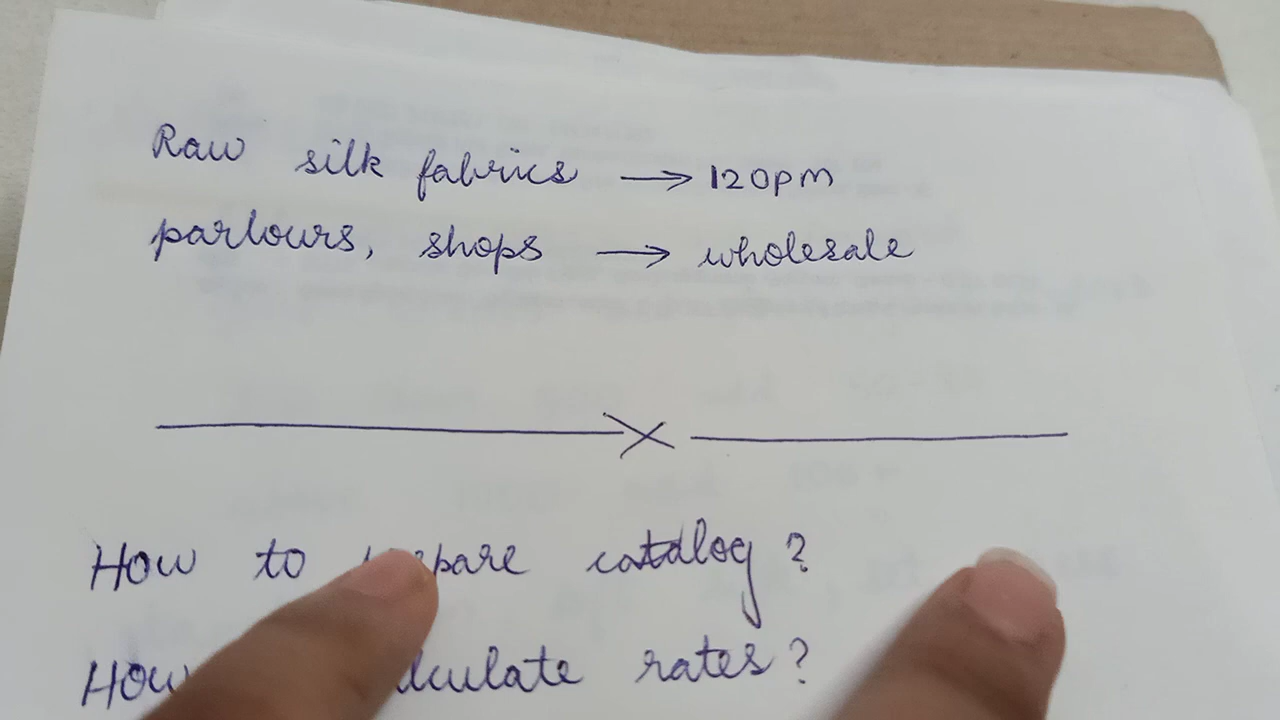 Raw silk fabrics → 120pm
parlours, shops → wholesale
How to catalog?
How rates?